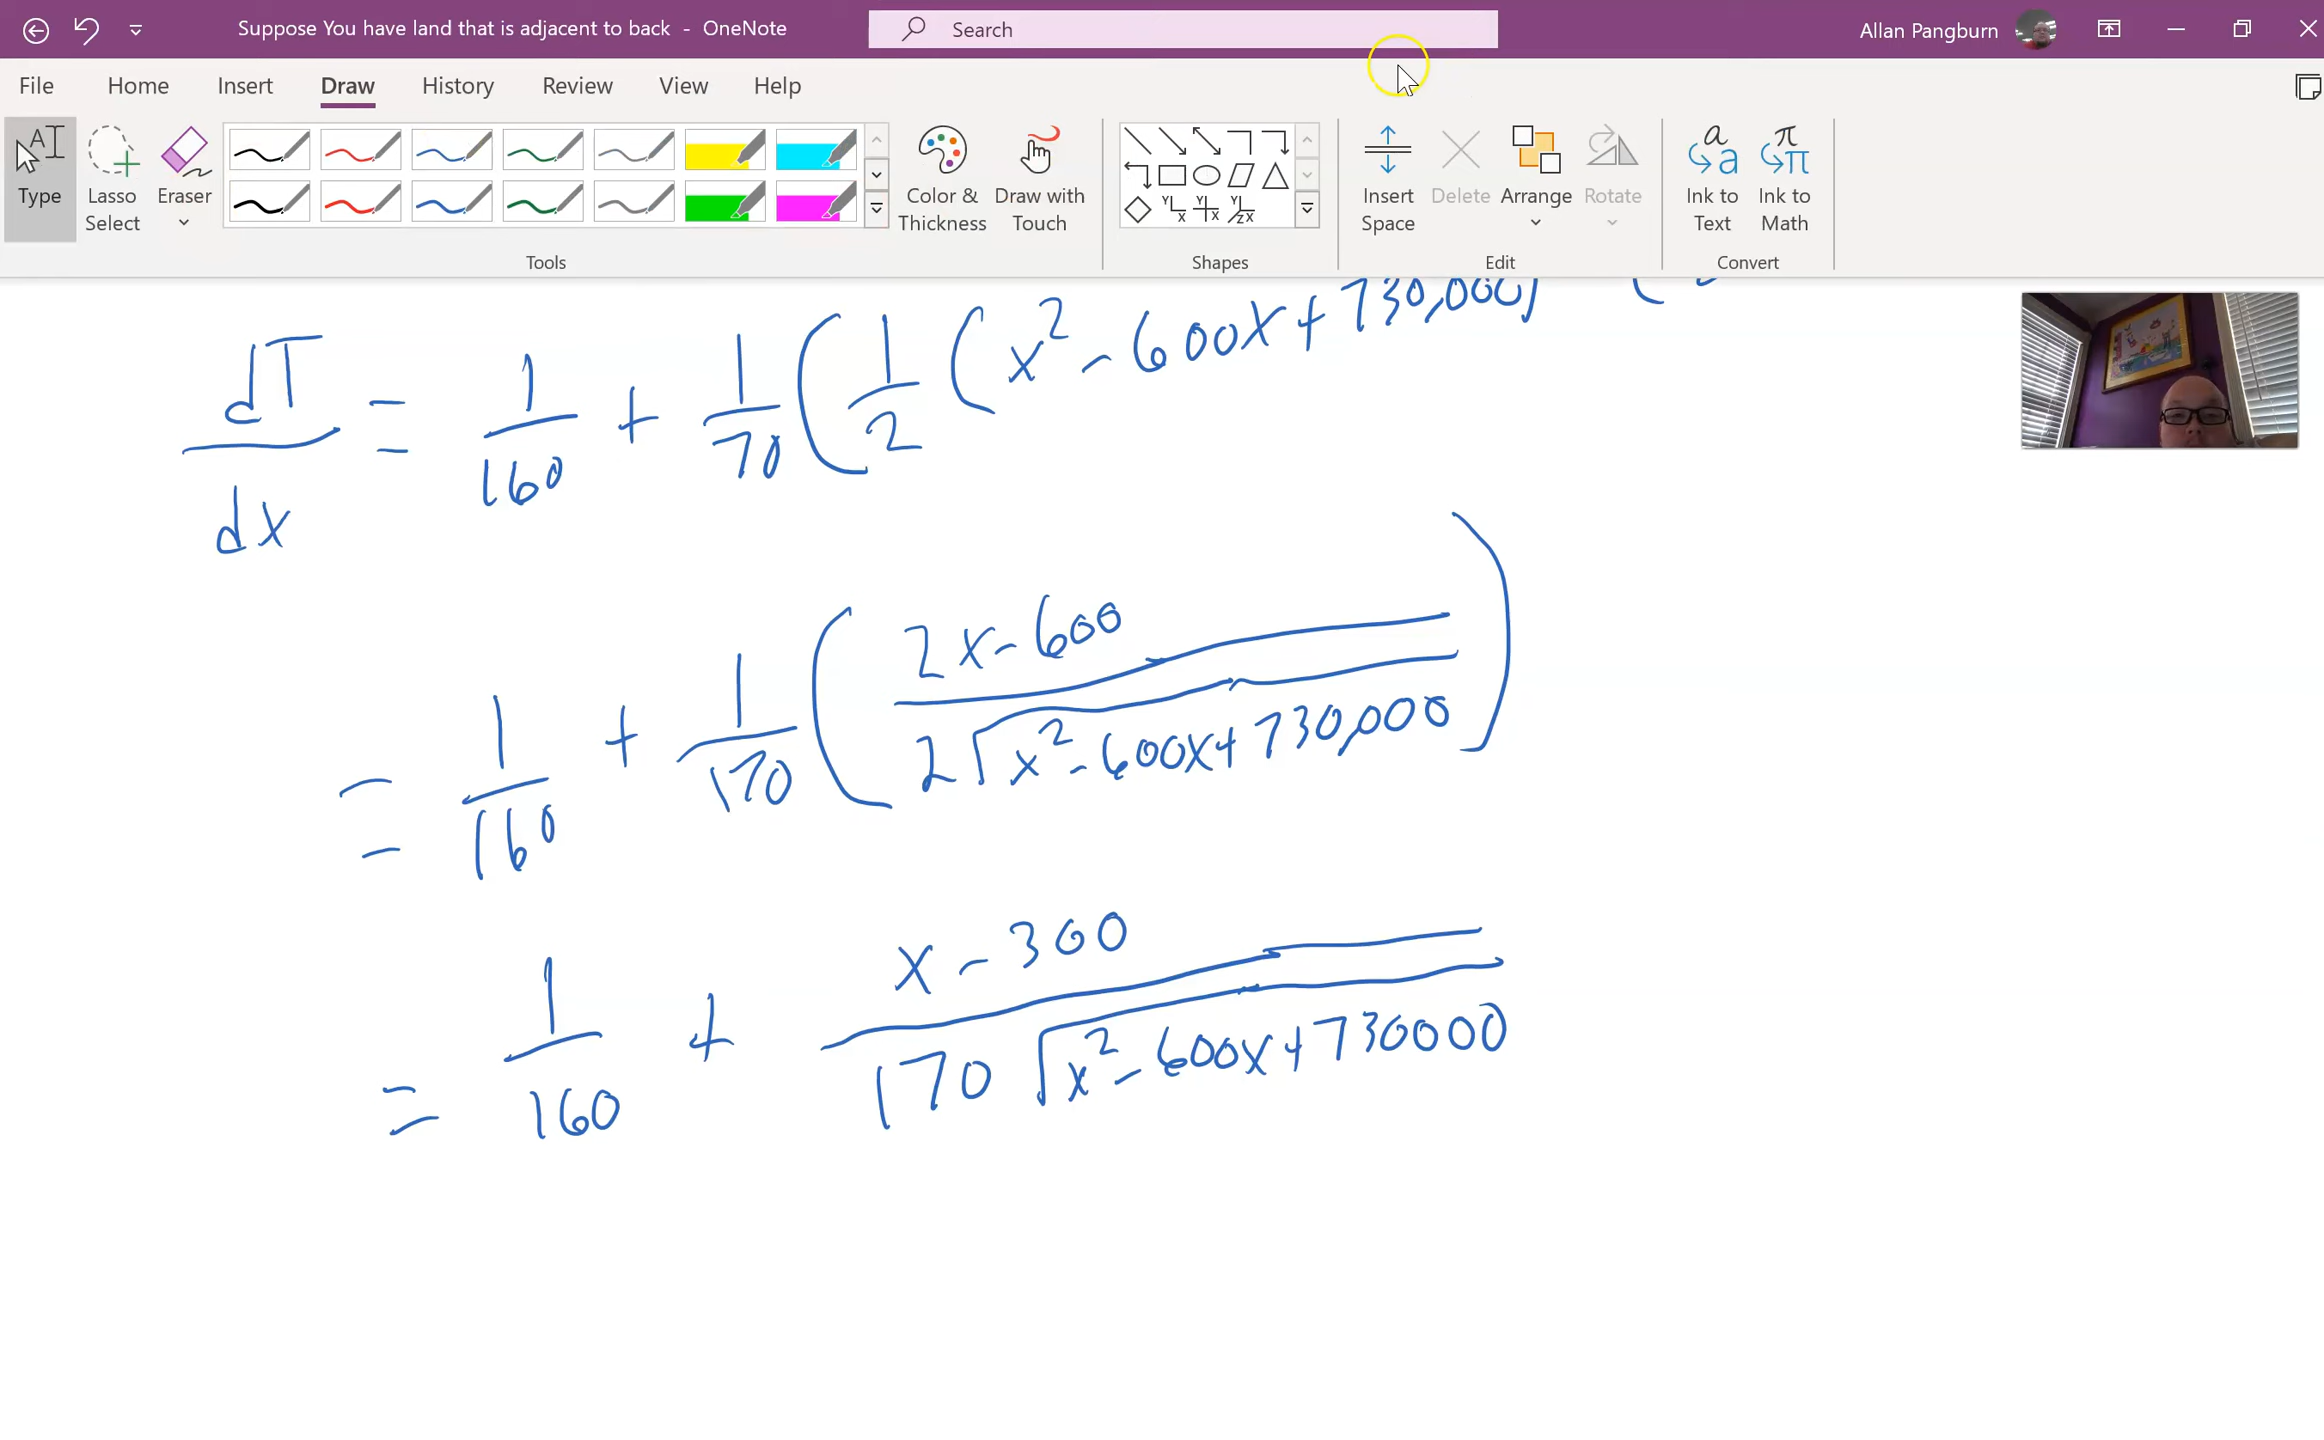 Suppose You have land that is adjacent to back - OneNote
Search
Allan Pangburn
File Home Insert Draw History Review View Help
Type
Lasso Select
Eraser
Color & Thickness
Draw with Touch
Insert Space
Delete
Arrange
Rotate
Ink to Text
Ink to Math
Tools Shapes Edit Convert
dT/dx = 1/160 + 1/70 ( 1/2 ( x² - 600x + 730,000)
= 1/160 + 1/170 ( (2x - 600) / (2√(x² - 600x + 730,000)) )
= 1/160 + (x - 300) / (170 √(x² - 600x + 730000))